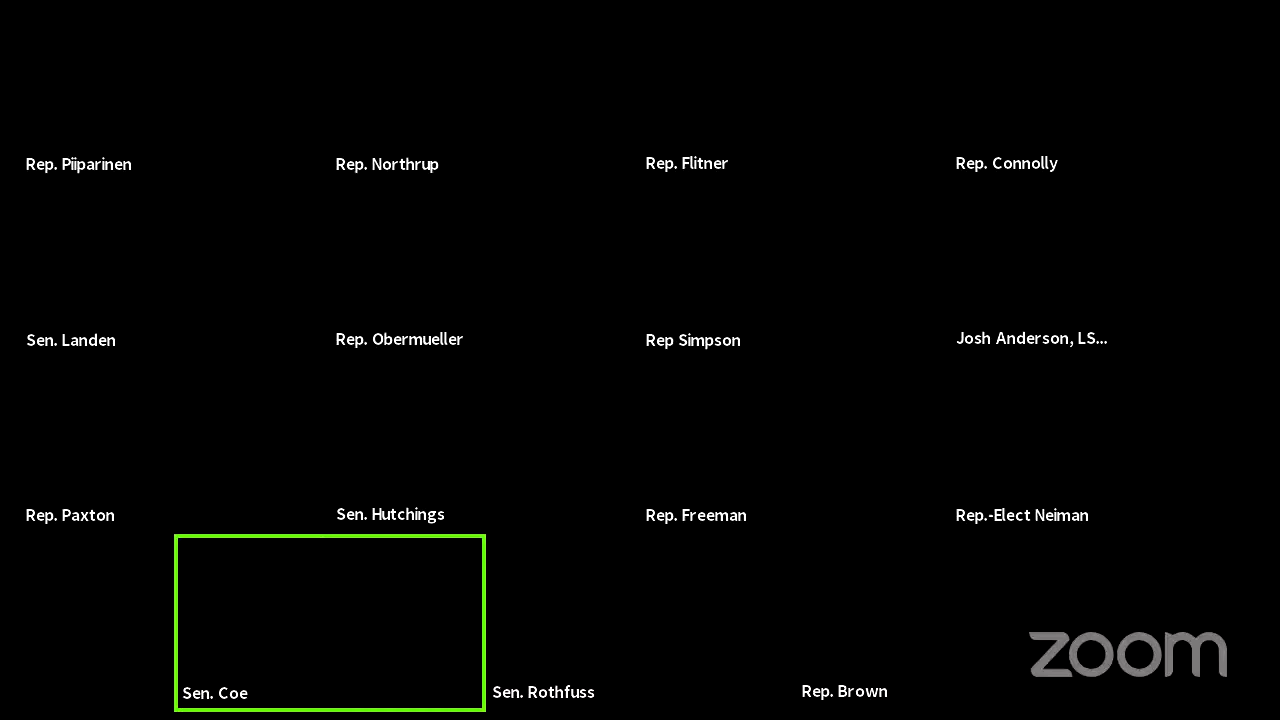 Rep. Piiparinen
Rep. Northrup
Rep. Flitner
Rep. Connolly
Sen. Landen
Rep. Obermueller
Rep Simpson
Josh Anderson, LS...
Rep. Paxton
Sen. Hutchings
Rep. Freeman
Rep.-Elect Neiman
Sen. Coe
Sen. Rothfuss
Rep. Brown
zoom